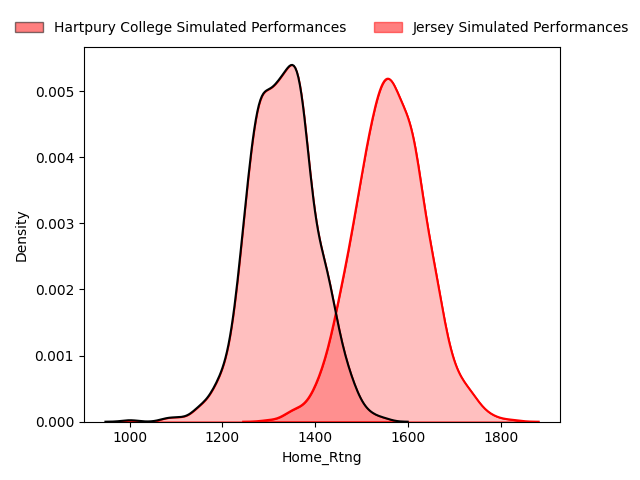 Hartpury College Simulated Performances Jersey Simulated Performances
0.005
0.004
0.003
0.002
0.001
0.000
Density
1000 1200 1400 1600 1800
Home_Rtng